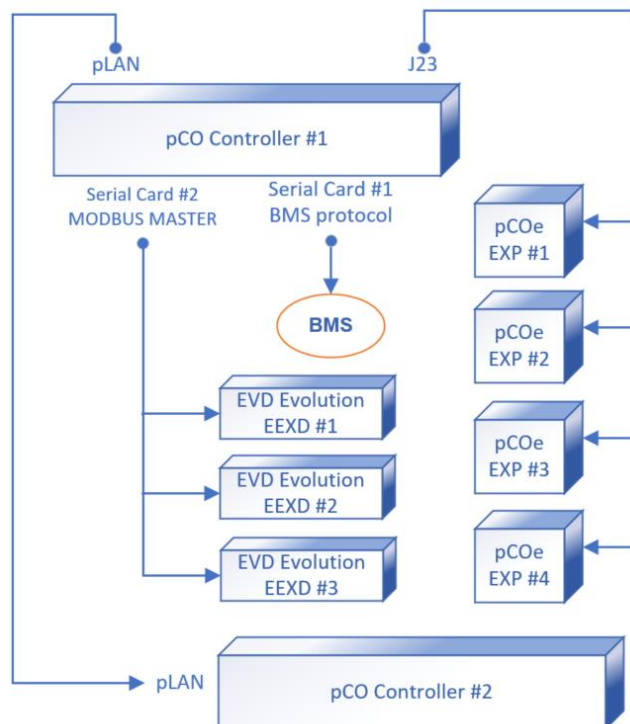 pLAN
J23
pCO Controller #1
Serial Card #2
MODBUS MASTER
Serial Card #1
BMS protocol
pCOe
EXP #1
BMS
pCOe
EXP #2
EVD Evolution
EEXD #1
pCOe
EXP #3
EVD Evolution
EEXD #2
pCOe
EXP #4
EVD Evolution
EEXD #3
pLAN
pCO Controller #2